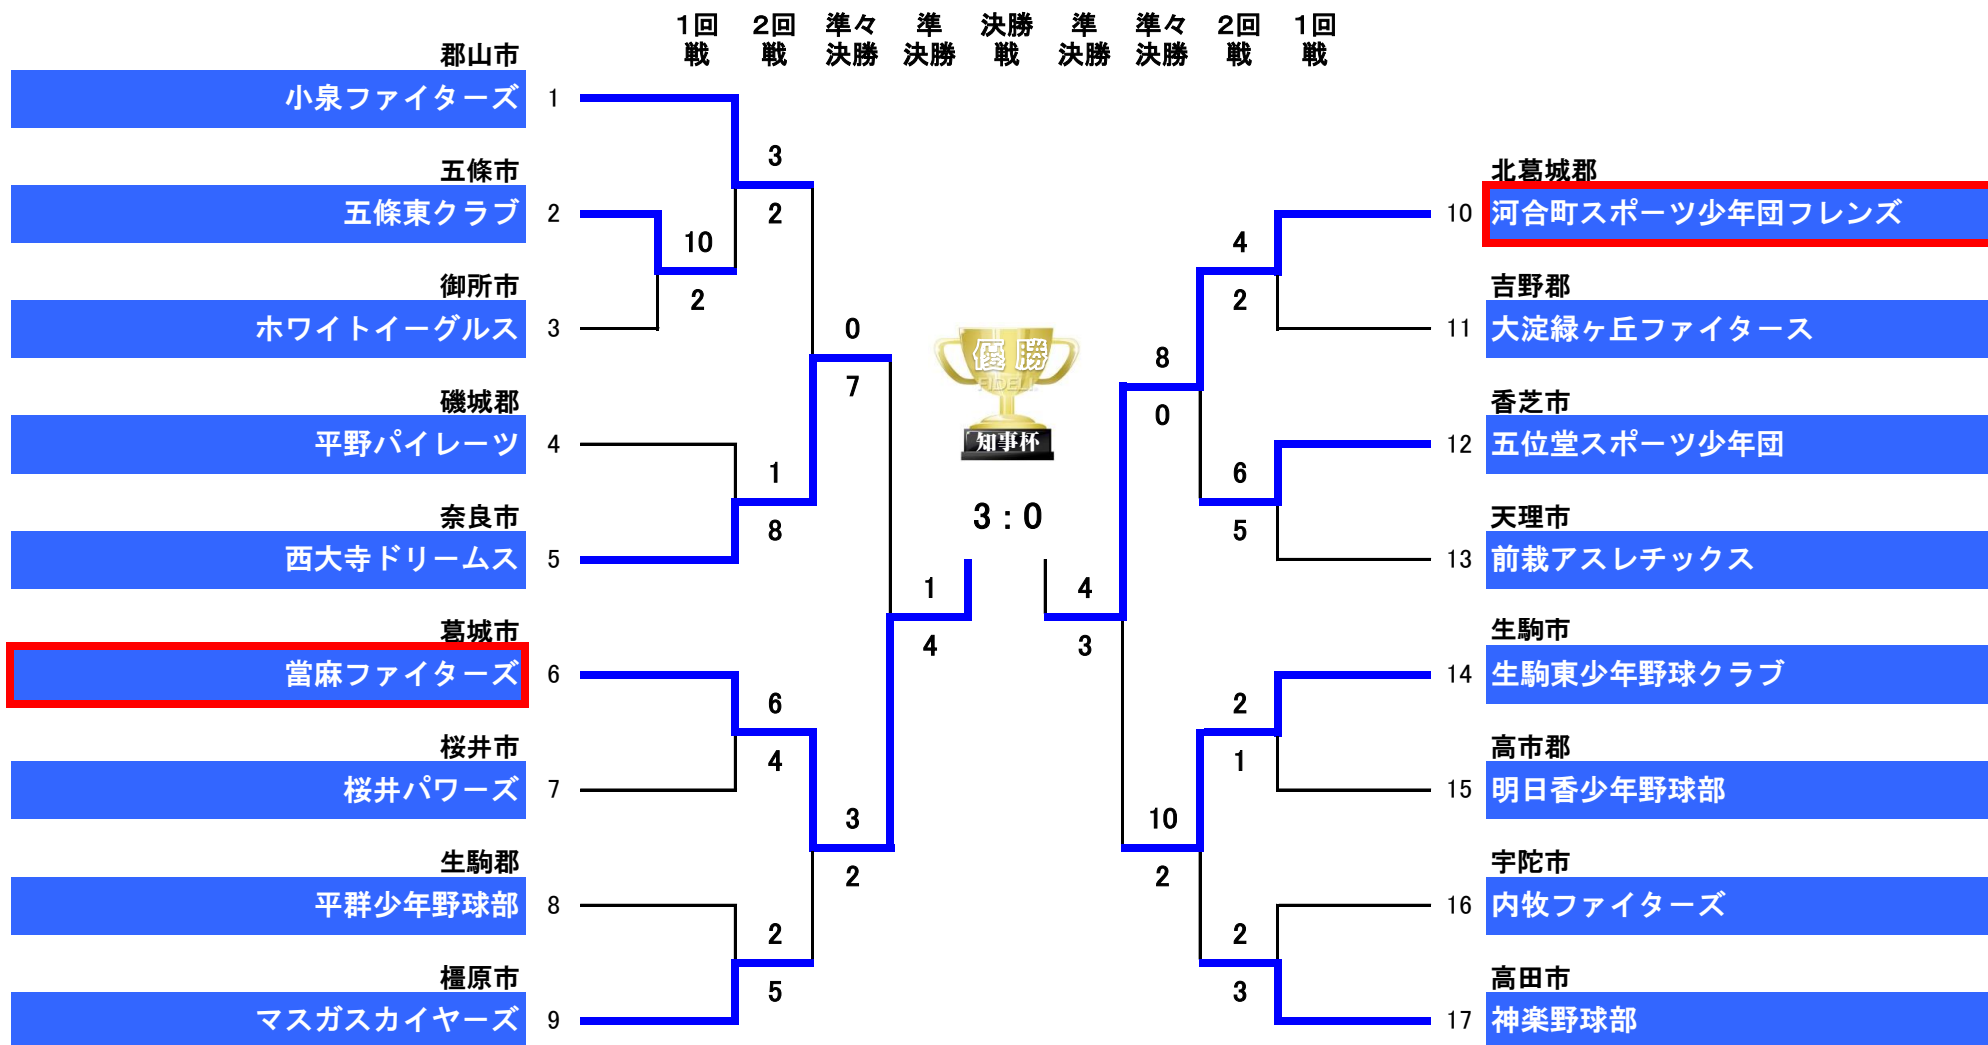 1回戦
2回戦
準々決勝
準決勝
決勝戦
準決勝
準々決勝
2回戦
1回戦
郡山市
小泉ファイターズ 1
五條市
五條東クラブ 2
御所市
ホワイトイーグルス 3
磯城郡
平野パイレーツ 4
奈良市
西大寺ドリームス 5
葛城市
當麻ファイターズ 6
桜井市
桜井パワーズ 7
生駒郡
平群少年野球部 8
橿原市
マスガスカイヤーズ 9
10
2
3
2
1
8
6
4
2
5
0
7
3
2
1
4
優勝
FIDELI
知事杯
3 : 0
4
3
8
0
10
2
4
2
6
5
2
1
2
3
北葛城郡
10 河合町スポーツ少年団フレンズ
吉野郡
11 大淀緑ヶ丘ファイタース
香芝市
12 五位堂スポーツ少年団
天理市
13 前栽アスレチックス
生駒市
14 生駒東少年野球クラブ
高市郡
15 明日香少年野球部
宇陀市
16 内牧ファイターズ
高田市
17 神楽野球部